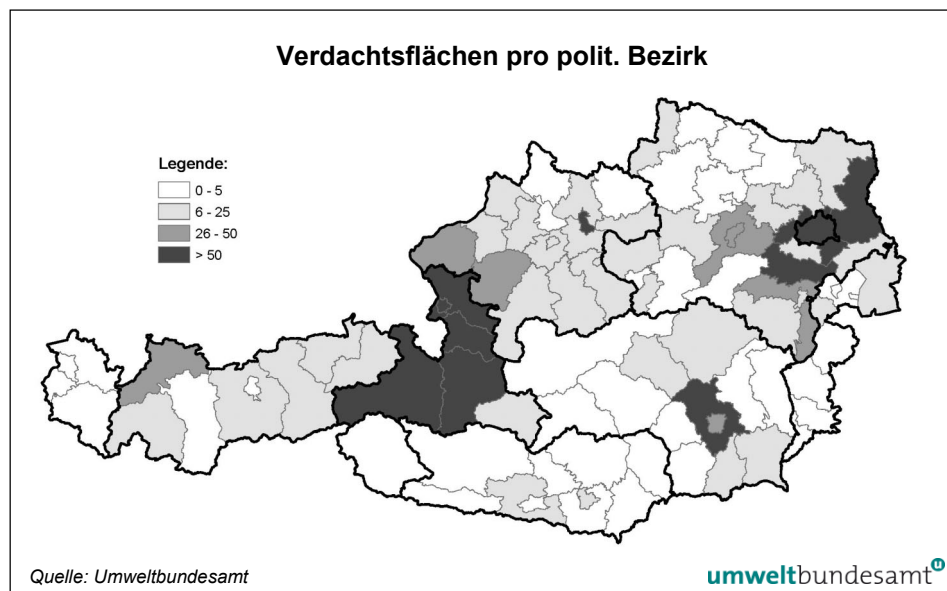 Verdachtsflächen pro polit. Bezirk
Legende:
0 - 5
6 - 25
26 - 50
> 50
Quelle: Umweltbundesamt
umweltbundesamt
u